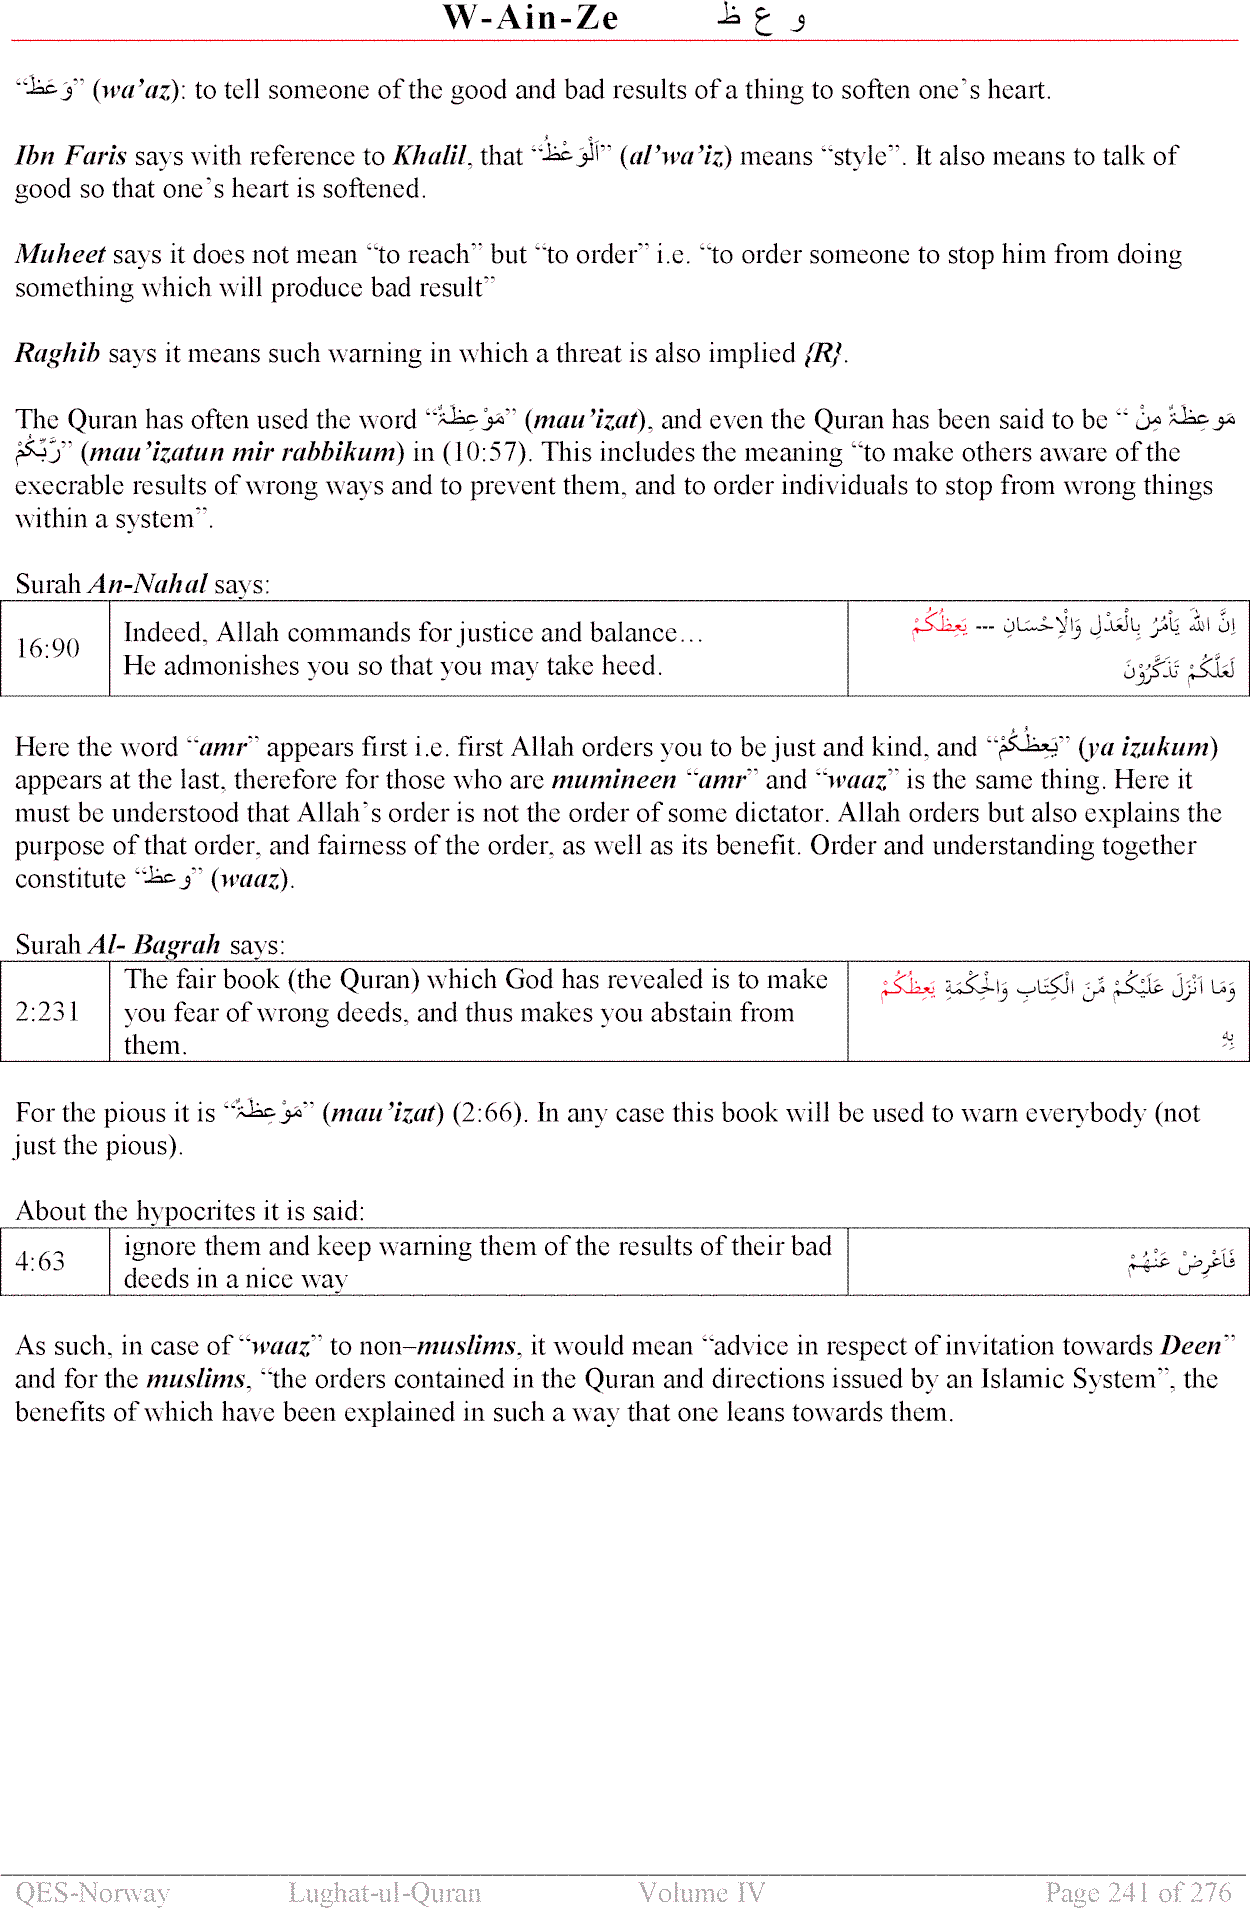 W-Ain-Ze و ع ظ
“وَعَظَ” (wa’az): to tell someone of the good and bad results of a thing to soften one’s heart.
Ibn Faris says with reference to Khalil, that “اَلْوَعْظُ” (al’wa’iz) means “style”. It also means to talk of
good so that one’s heart is softened.
Muheet says it does not mean “to reach” but “to order” i.e. “to order someone to stop him from doing
something which will produce bad result”
Raghib says it means such warning in which a threat is also implied {R}.
The Quran has often used the word “مَوْعِظَۃٌ” (mau’izat), and even the Quran has been said to be “مَوعِظَۃٌ مِنْ
رَّبِّکُمْ” (mau’izatun mir rabbikum) in (10:57). This includes the meaning “to make others aware of the
execrable results of wrong ways and to prevent them, and to order individuals to stop from wrong things
within a system”.
Surah An-Nahal says:
16:90
Indeed, Allah commands for justice and balance…
He admonishes you so that you may take heed.
اِنَّ اللهَ يَاْمُرُ بِالْعَدْلِ وَالْاِحْسَانِ --- يَعِظُكُمْ
لَعَلَّكُمْ تَذَكَّرُوْنَ
Here the word “amr” appears first i.e. first Allah orders you to be just and kind, and “یَعِظُکُمْ” (ya izukum)
appears at the last, therefore for those who are mumineen “amr” and “waaz” is the same thing. Here it
must be understood that Allah’s order is not the order of some dictator. Allah orders but also explains the
purpose of that order, and fairness of the order, as well as its benefit. Order and understanding together
constitute “وعظ” (waaz).
Surah Al- Bagrah says:
2:231
The fair book (the Quran) which God has revealed is to make
you fear of wrong deeds, and thus makes you abstain from
them.
وَمَا اَنْزَلَ عَلَيْكُمْ مِّنَ الْكِتَابِ وَالْحِكْمَةِ يَعِظُكُمْ
بِهِ
For the pious it is “مَوْعِظَۃٌ” (mau’izat) (2:66). In any case this book will be used to warn everybody (not
just the pious).
About the hypocrites it is said:
4:63
ignore them and keep warning them of the results of their bad
deeds in a nice way
فَاَعْرِضْ عَنْهُمْ
As such, in case of “waaz” to non–muslims, it would mean “advice in respect of invitation towards Deen”
and for the muslims, “the orders contained in the Quran and directions issued by an Islamic System”, the
benefits of which have been explained in such a way that one leans towards them.
QES-Norway Lughat-ul-Quran Volume IV Page 241 of 276